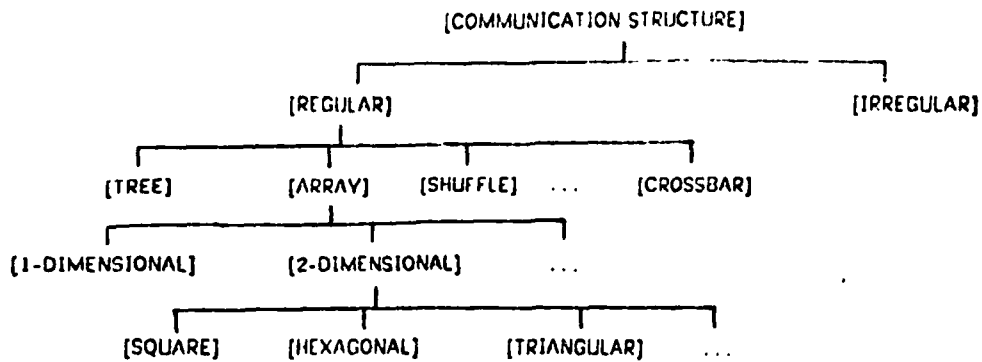 [COMMUNICATION STRUCTURE]
[REGULAR] [IRREGULAR]
[TREE] [ARRAY] [SHUFFLE] ... [CROSSBAR]
[1-DIMENSIONAL] [2-DIMENSIONAL] ...
[SQUARE] [HEXAGONAL] [TRIANGULAR] ...